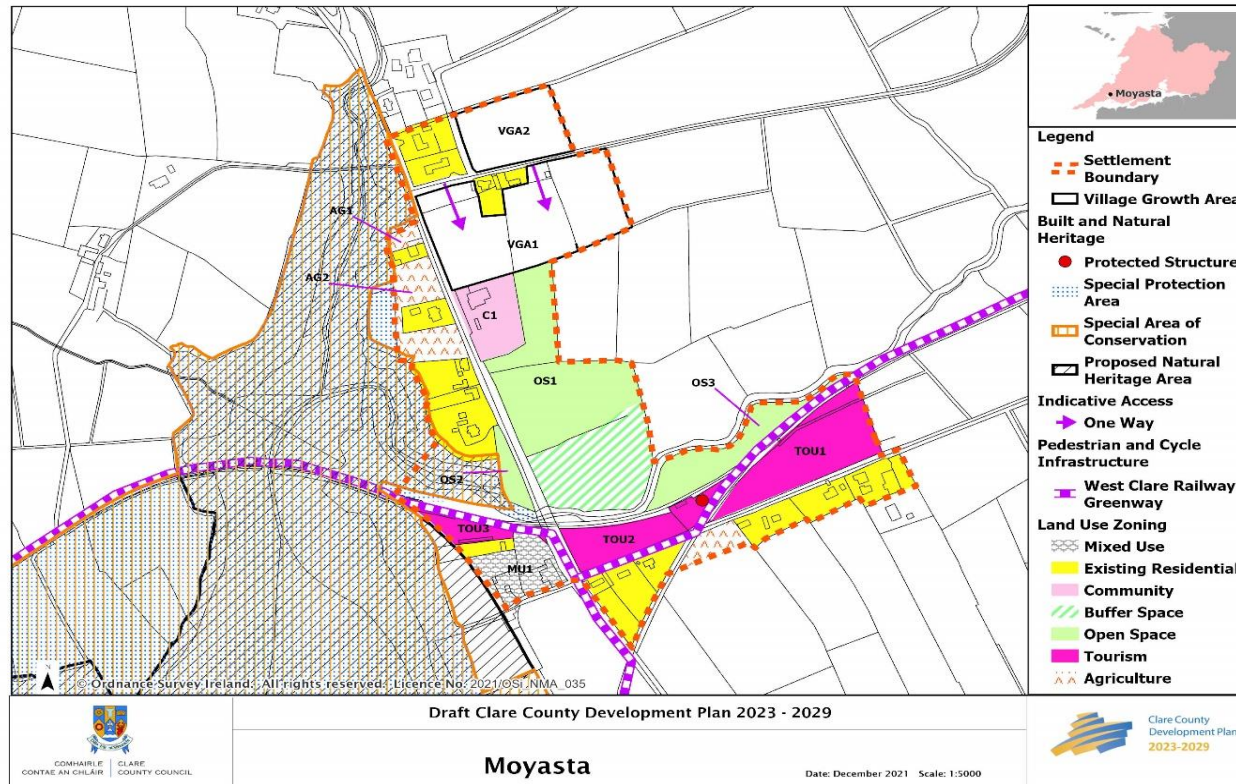 VGA2
AG1
VGA1
AG2
C1
OS1
OS3
TOU1
OS2
TOU3
TOU2
MU1
N
© Ordnance Survey Ireland. All rights reserved. Licence No. 2021/OSi_NMA_035
Moyasta
Legend
Settlement
Boundary
Village Growth Area
Built and Natural
Heritage
Protected Structure
Special Protection
Area
Special Area of
Conservation
Proposed Natural
Heritage Area
Indicative Access
One Way
Pedestrian and Cycle
Infrastructure
West Clare Railway
Greenway
Land Use Zoning
Mixed Use
Existing Residential
Community
Buffer Space
Open Space
Tourism
Agriculture
COMHAIRLE CLARE
CONTAE AN CHLÁIR COUNTY COUNCIL
Draft Clare County Development Plan 2023 - 2029
Moyasta
Date: December 2021 Scale: 1:5000
Clare County
Development Plan
2023-2029